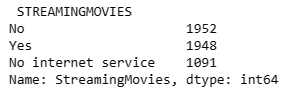 STREAMINGMOVIES
No 1952
Yes 1948
No internet service 1091
Name: StreamingMovies, dtype: int64